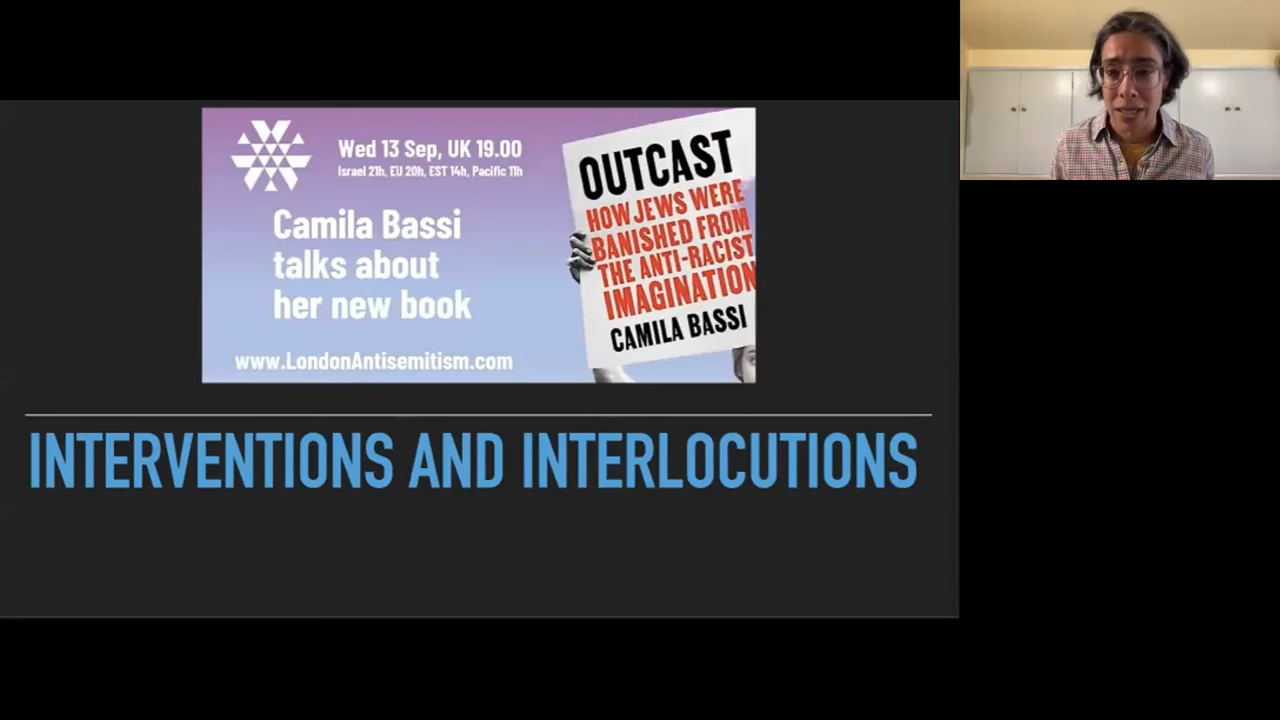 Wed 13 Sep, UK 19.00
Israel 21h, EU 20h, EST 14h, Pacific 11h
Camila Bassi
talks about
her new book
www.LondonAntisemitism.com
OUTCAST
HOW JEWS WERE
BANISHED FROM
THE ANTI-RACIST
IMAGINATION
CAMILA BASSI
INTERVENTIONS AND INTERLOCUTIONS